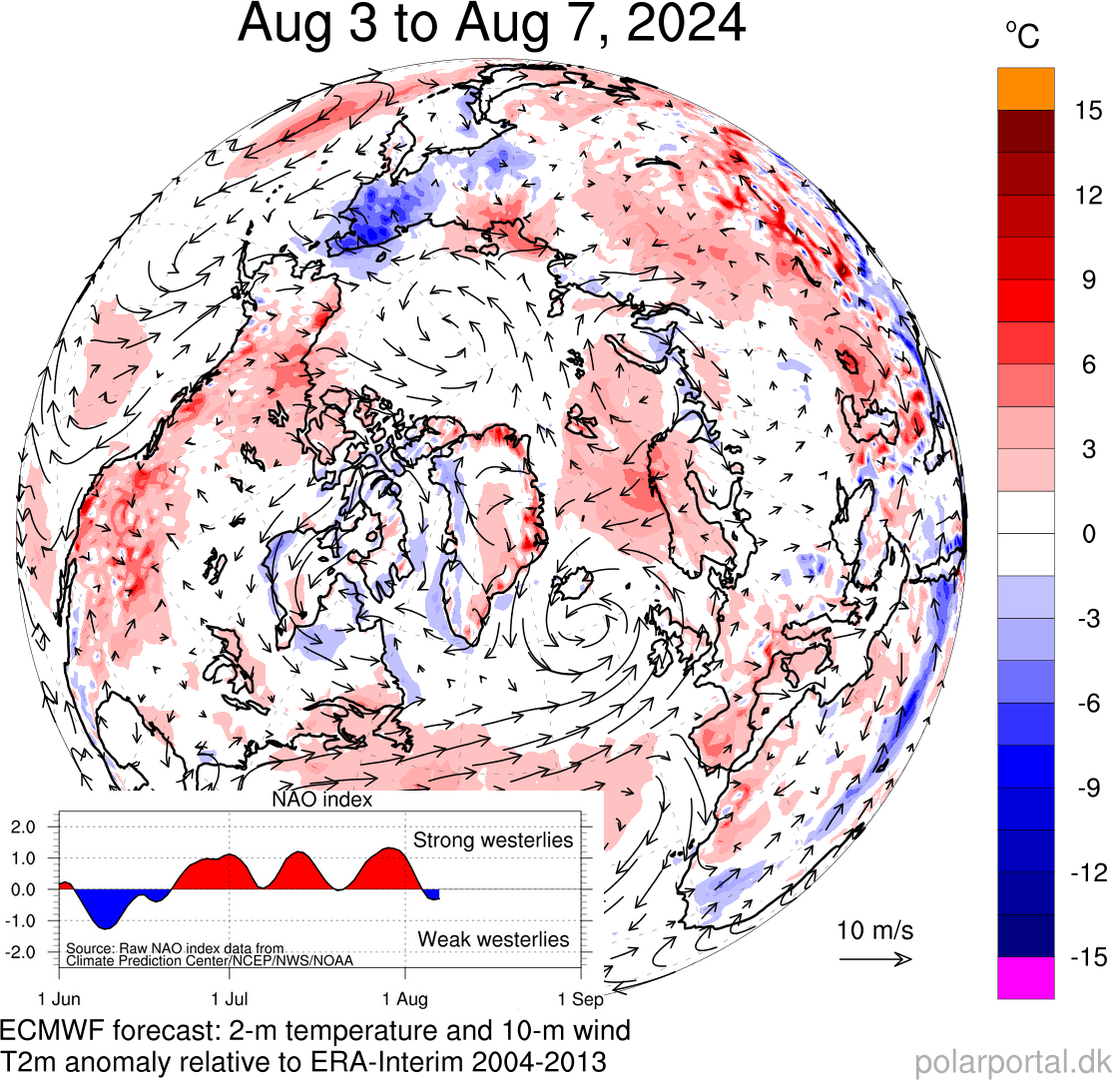 Aug 3 to Aug 7, 2024
oC
15
12
9
6
3
0
-3
-6
-9
-12
-15
10 m/s
NAO index
2.0
1.0
0.0
-1.0
-2.0
Strong westerlies
Weak westerlies
Source: Raw NAO index data from
Climate Prediction Center/NCEP/NWS/NOAA
1 Jun
1 Jul
1 Aug
1 Sep
ECMWF forecast: 2-m temperature and 10-m wind
T2m anomaly relative to ERA-Interim 2004-2013
polarportal.dk